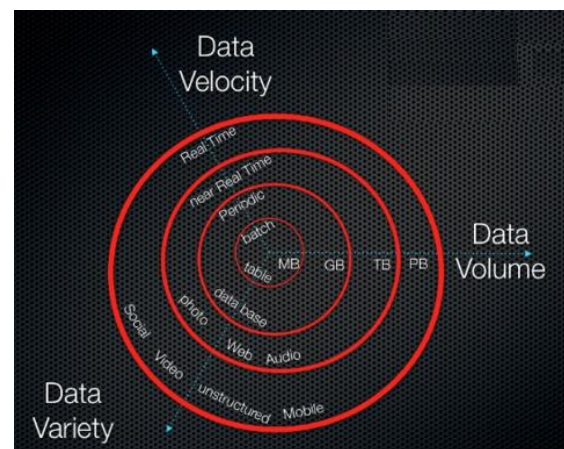 Data
Velocity
Real Time
near Real Time
Periodic
batch
table
MB
GB
TB
PB
Data
Volume
data base
photo
Web
Audio
Social
Video
unstructured
Mobile
Data
Variety